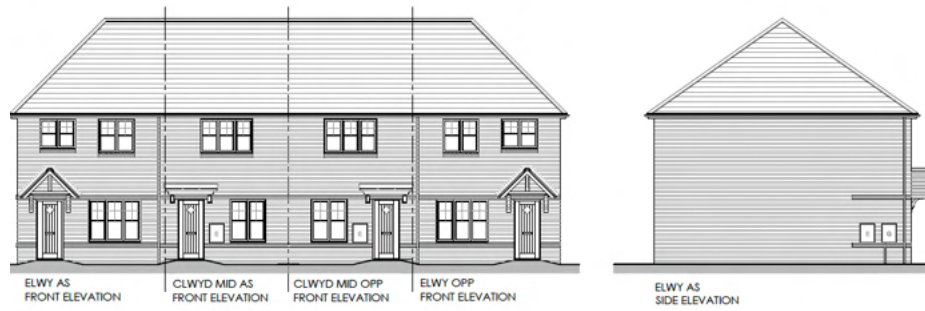 ELWY AS
FRONT ELEVATION
CLWYD MID AS
FRONT ELEVATION
CLWYD MID OPP
FRONT ELEVATION
ELWY OPP
FRONT ELEVATION
ELWY AS
SIDE ELEVATION